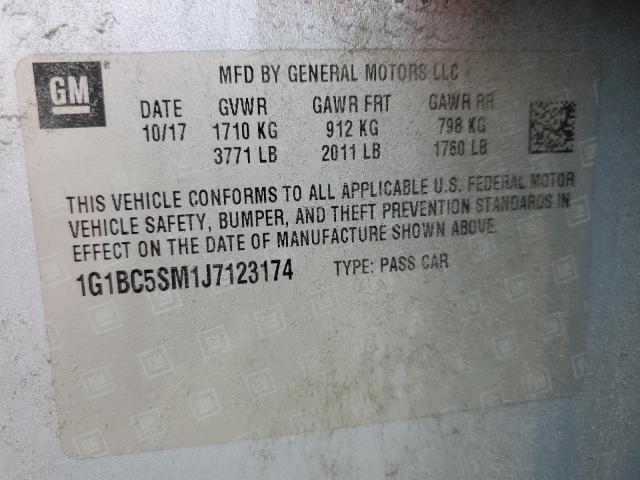 GM ®
MFD BY GENERAL MOTORS LLC
DATE GVWR GAWR FRT GAWR RR
10/17 1710 KG 912 KG 798 KG
3771 LB 2011 LB 1760 LB
THIS VEHICLE CONFORMS TO ALL APPLICABLE U.S. FEDERAL MOTOR
VEHICLE SAFETY, BUMPER, AND THEFT PREVENTION STANDARDS IN
EFFECT ON THE DATE OF MANUFACTURE SHOWN ABOVE.
1G1BC5SM1J7123174 TYPE: PASS CAR